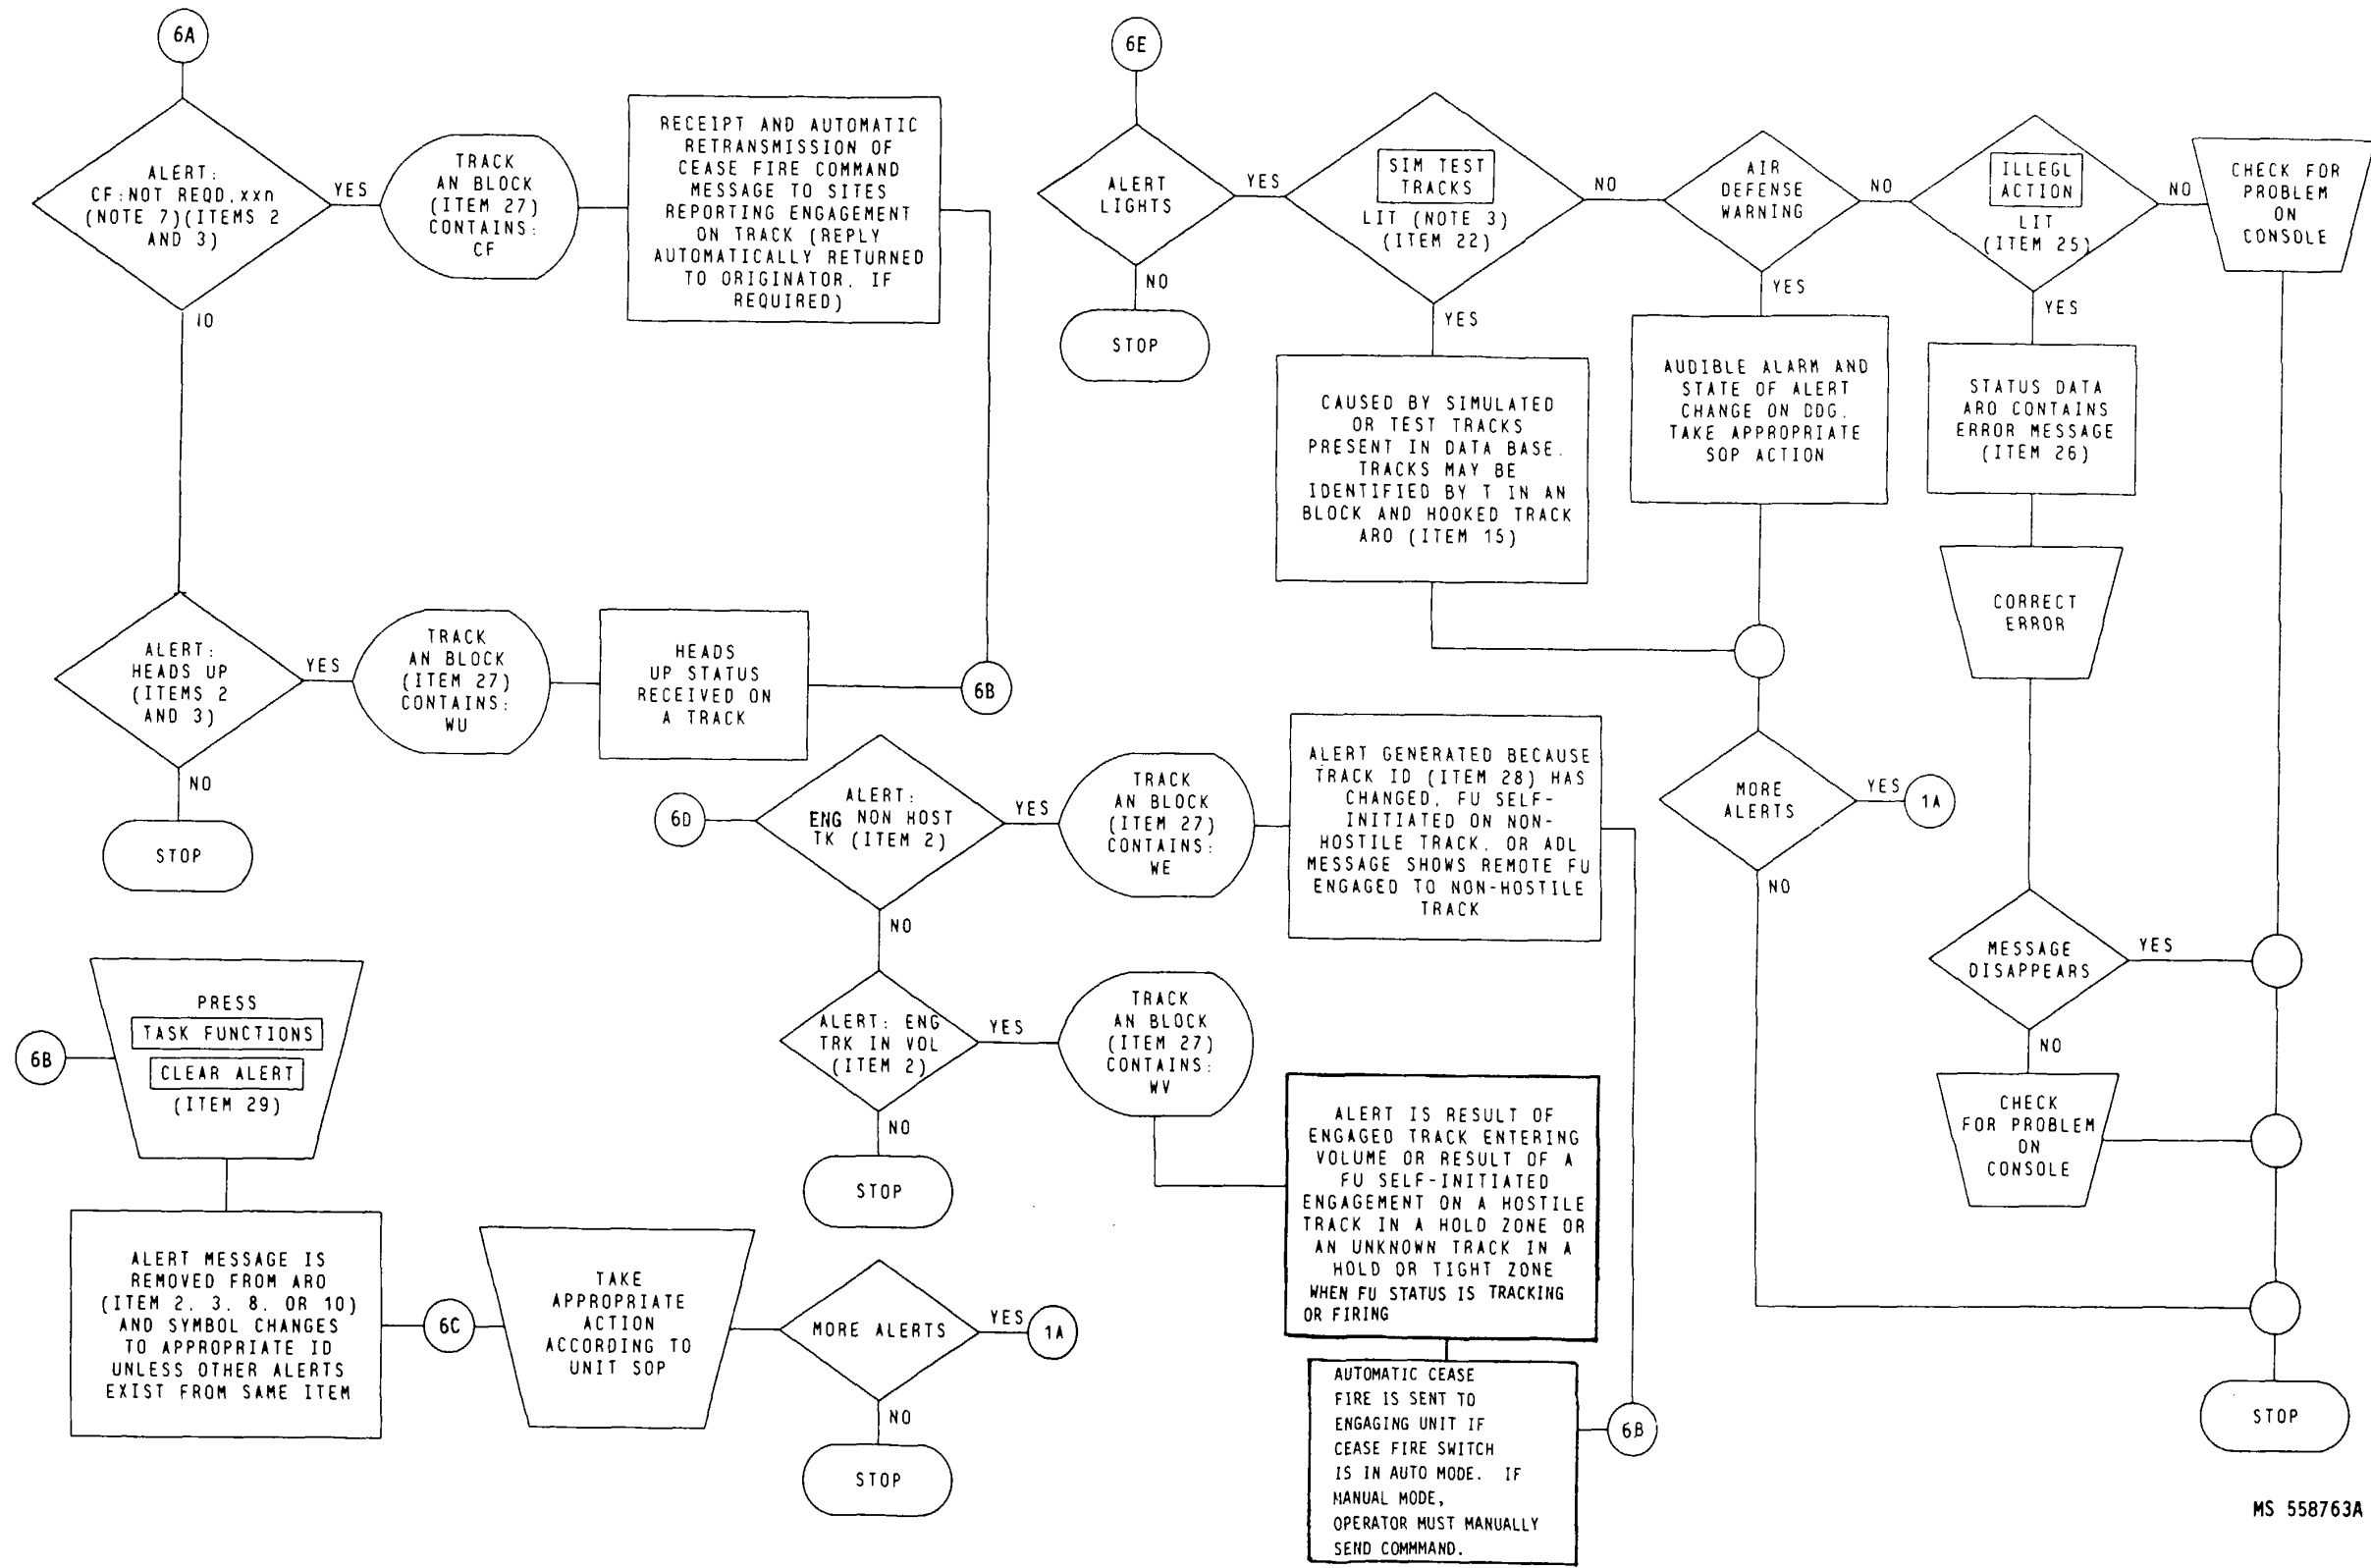 6A
ALERT:
CF:NOT REQD.xxn
(NOTE 7)(ITEMS 2
AND 3)
YES
TRACK
AN BLOCK
(ITEM 27)
CONTAINS:
CF
RECEIPT AND AUTOMATIC
RETRANSMISSION OF
CEASE FIRE COMMAND
MESSAGE TO SITES
REPORTING ENGAGEMENT
ON TRACK (REPLY
AUTOMATICALLY RETURNED
TO ORIGINATOR, IF
REQUIRED)
IO
ALERT:
HEADS UP
(ITEMS 2
AND 3)
YES
TRACK
AN BLOCK
(ITEM 27)
CONTAINS:
WU
HEADS
UP STATUS
RECEIVED ON
A TRACK
6B
NO
STOP
6E
ALERT
LIGHTS
NO
STOP
YES
SIM TEST
TRACKS
LIT (NOTE 3)
(ITEM 22)
YES
CAUSED BY SIMULATED
OR TEST TRACKS
PRESENT IN DATA BASE.
TRACKS MAY BE
IDENTIFIED BY T IN AN
BLOCK AND HOOKED TRACK
ARO (ITEM 15)
NO
AIR
DEFENSE
WARNING
YES
AUDIBLE ALARM AND
STATE OF ALERT
CHANGE ON DDG.
TAKE APPROPRIATE
SOP ACTION
NO
ILLEGL
ACTION
LIT
(ITEM 25)
YES
STATUS DATA
ARO CONTAINS
ERROR MESSAGE
(ITEM 26)
CORRECT
ERROR
NO
CHECK FOR
PROBLEM
ON
CONSOLE
MORE
ALERTS
YES
1A
NO
MESSAGE
DISAPPEARS
YES
NO
CHECK
FOR PROBLEM
ON
CONSOLE
STOP
6D
ALERT:
ENG NON HOST
TK (ITEM 2)
YES
TRACK
AN BLOCK
(ITEM 27)
CONTAINS:
WE
ALERT GENERATED BECAUSE
TRACK ID (ITEM 28) HAS
CHANGED, FU SELF-
INITIATED ON NON-
HOSTILE TRACK, OR ADL
MESSAGE SHOWS REMOTE FU
ENGAGED TO NON-HOSTILE
TRACK
NO
ALERT: ENG
TRK IN VOL
(ITEM 2)
YES
TRACK
AN BLOCK
(ITEM 27)
CONTAINS:
WV
NO
STOP
ALERT IS RESULT OF
ENGAGED TRACK ENTERING
VOLUME OR RESULT OF A
FU SELF-INITIATED
ENGAGEMENT ON A HOSTILE
TRACK IN A HOLD ZONE OR
AN UNKNOWN TRACK IN A
HOLD OR TIGHT ZONE
WHEN FU STATUS IS TRACKING
OR FIRING
AUTOMATIC CEASE
FIRE IS SENT TO
ENGAGING UNIT IF
CEASE FIRE SWITCH
IS IN AUTO MODE. IF
MANUAL MODE,
OPERATOR MUST MANUALLY
SEND COMMMAND.
6B
6B
PRESS
TASK FUNCTIONS
CLEAR ALERT
(ITEM 29)
ALERT MESSAGE IS
REMOVED FROM ARO
(ITEM 2, 3, 8, OR 10)
AND SYMBOL CHANGES
TO APPROPRIATE ID
UNLESS OTHER ALERTS
EXIST FROM SAME ITEM
6C
TAKE
APPROPRIATE
ACTION
ACCORDING TO
UNIT SOP
MORE ALERTS
YES
1A
NO
STOP
MS 558763A